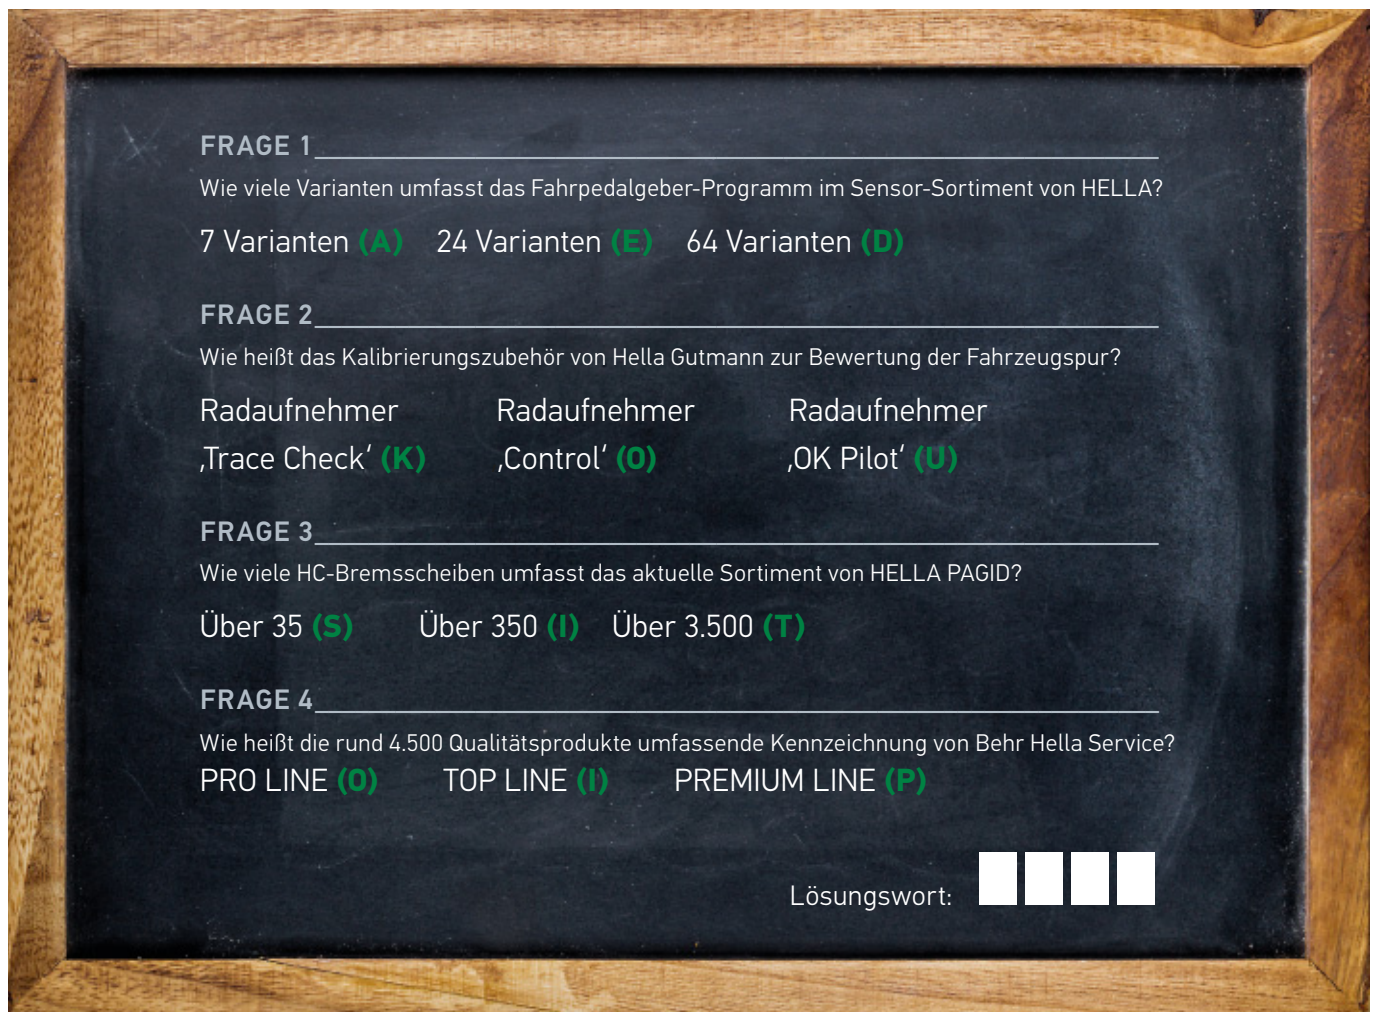 FRAGE 1
Wie viele Varianten umfasst das Fahrpedalgeber-Programm im Sensor-Sortiment von HELLA?
7 Varianten (A) 24 Varianten (E) 64 Varianten (D)
FRAGE 2
Wie heißt das Kalibrierungszubehör von Hella Gutmann zur Bewertung der Fahrzeugspur?
Radaufnehmer Radaufnehmer Radaufnehmer
‚Trace Check‘ (K) ‚Control‘ (O) ‚OK Pilot‘ (U)
FRAGE 3
Wie viele HC-Bremsscheiben umfasst das aktuelle Sortiment von HELLA PAGID?
Über 35 (S) Über 350 (I) Über 3.500 (T)
FRAGE 4
Wie heißt die rund 4.500 Qualitätsprodukte umfassende Kennzeichnung von Behr Hella Service?
PRO LINE (O) TOP LINE (I) PREMIUM LINE (P)
Lösungswort: